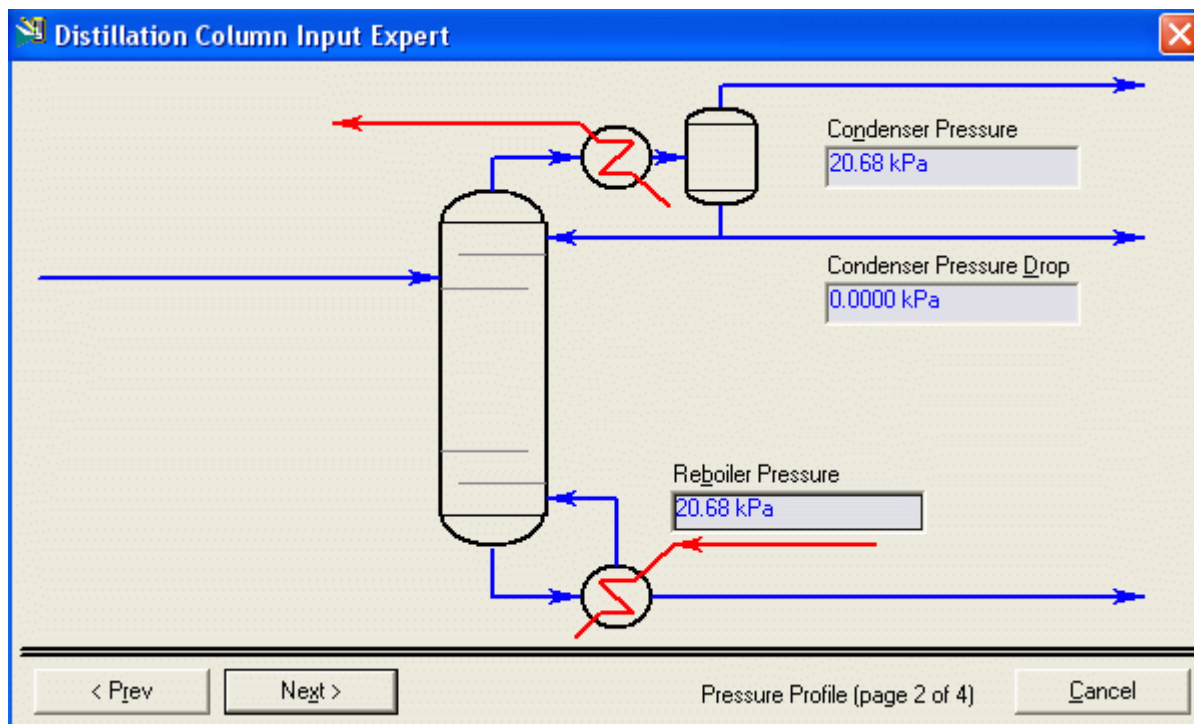 Distillation Column Input Expert
Condenser Pressure
20.68 kPa
Condenser Pressure Drop
0.0000 kPa
Reboiler Pressure
20.68 kPa
< Prev
Next >
Pressure Profile (page 2 of 4)
Cancel